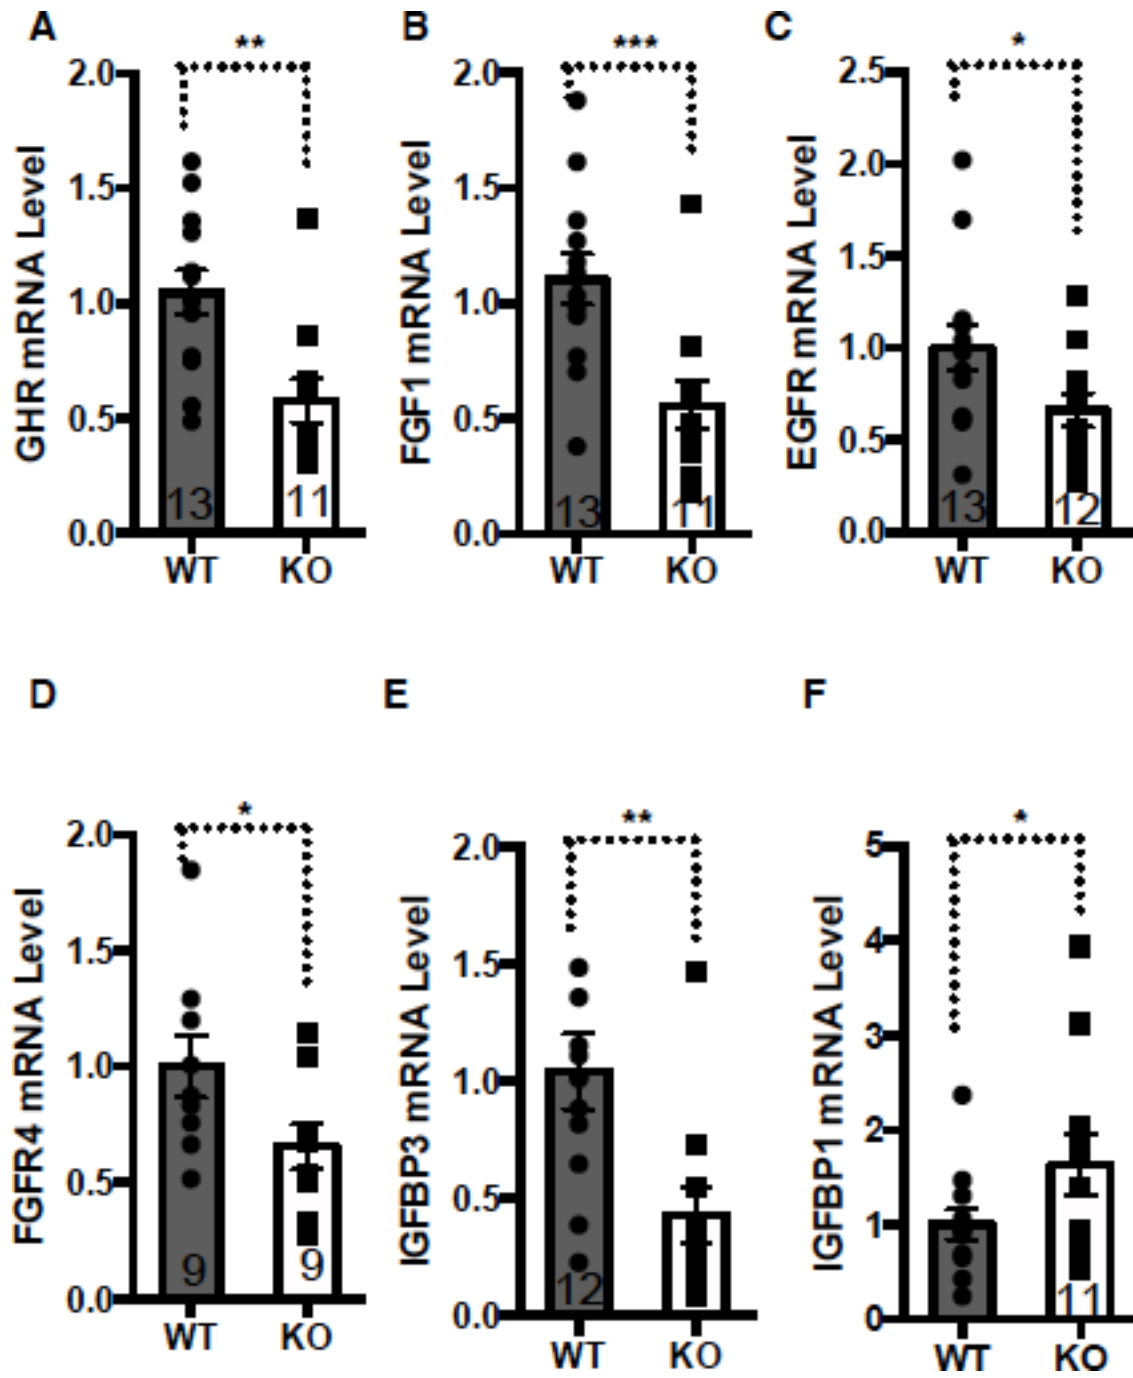 A
**
GHR mRNA Level
2.0
1.5
1.0
0.5
0.0
13
11
WT
KO
B
***
FGF1 mRNA Level
2.0
1.5
1.0
0.5
0.0
13
11
WT
KO
C
*
EGFR mRNA Level
2.5
2.0
1.5
1.0
0.5
0.0
13
12
WT
KO
D
*
FGFR4 mRNA Level
2.0
1.5
1.0
0.5
0.0
9
9
WT
KO
E
**
IGFBP3 mRNA Level
2.0
1.5
1.0
0.5
0.0
12
WT
KO
F
*
IGFBP1 mRNA Level
5
4
3
2
1
0
11
WT
KO